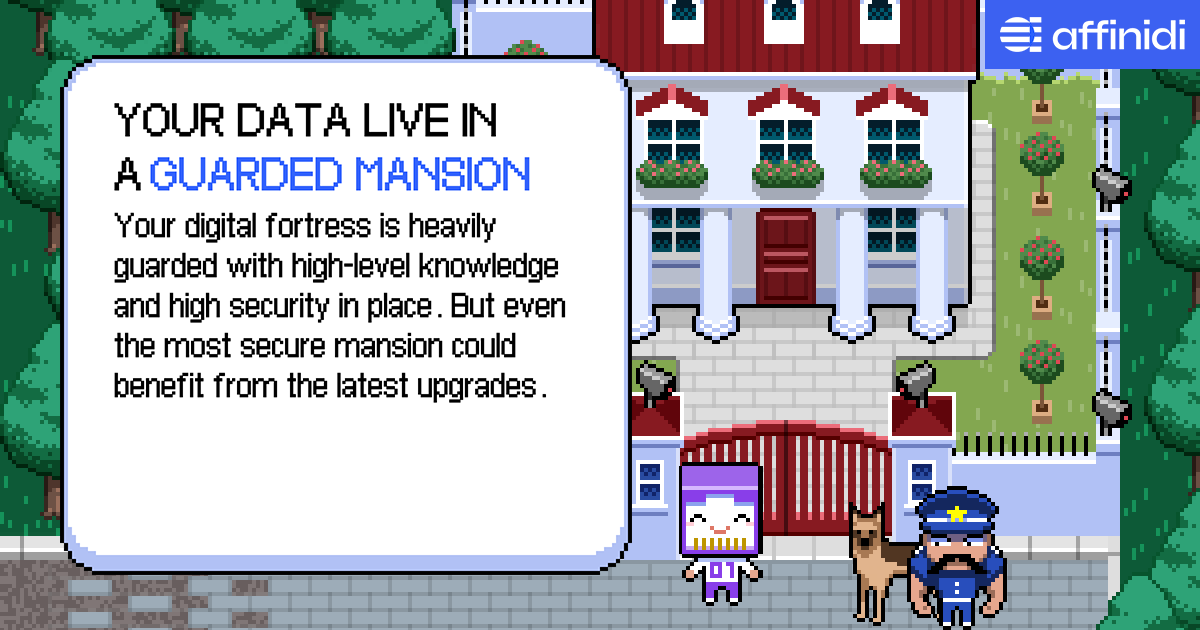 affinidi
YOUR DATA LIVE IN
A GUARDED MANSION
Your digital fortress is heavily
guarded with high-level knowledge
and high security in place. But even
the most secure mansion could
benefit from the latest upgrades.
01